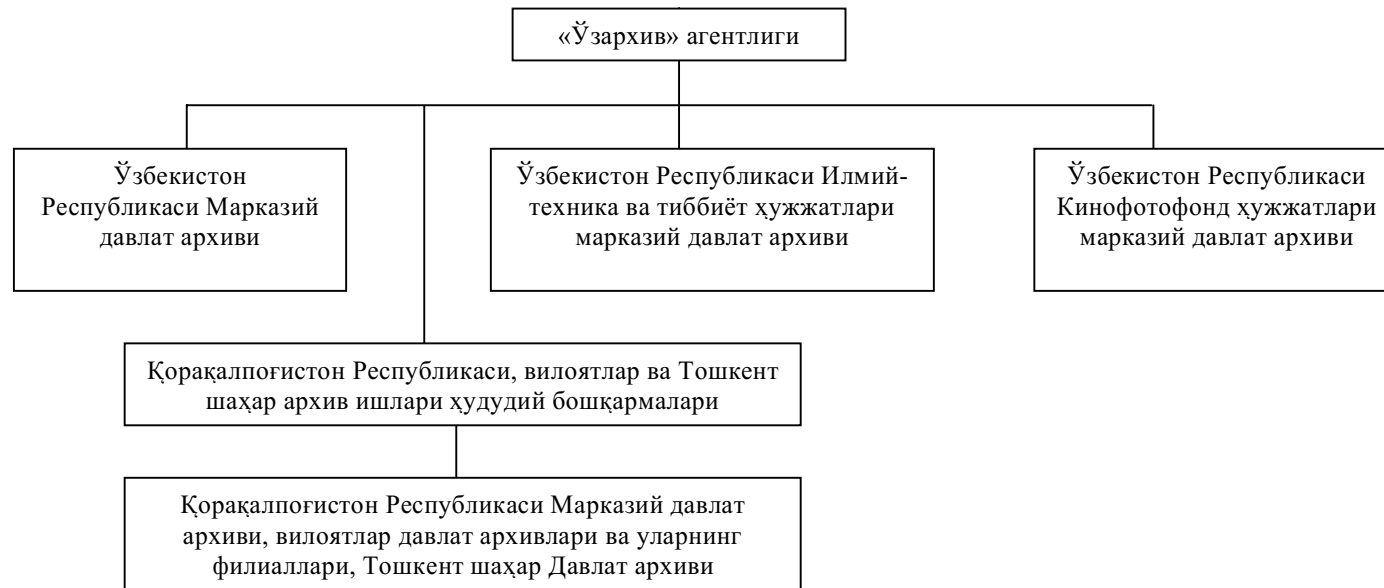 «Ўзархив» агентлиги
Ўзбекистон
Республикаси Марказий
давлат архиви
Ўзбекистон Республикаси Илмий-
техника ва тиббиёт ҳужжатлари
марказий давлат архиви
Ўзбекистон Республикаси
Кинофотофонд ҳужжатлари
марказий давлат архиви
Қорақалпоғистон Республикаси, вилоятлар ва Тошкент
шаҳар архив ишлари ҳудудий бошқармалари
Қорақалпоғистон Республикаси Марказий давлат
архиви, вилоятлар давлат архивлари ва уларнинг
филиаллари, Тошкент шаҳар Давлат архиви